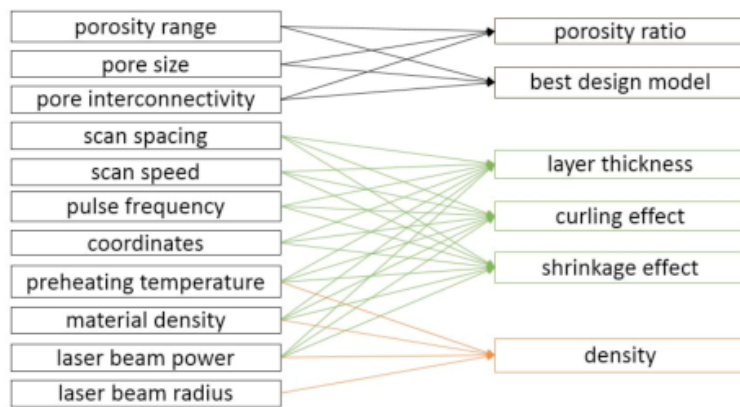 porosity range
pore size
pore interconnectivity
scan spacing
scan speed
pulse frequency
coordinates
preheating temperature
material density
laser beam power
laser beam radius
porosity ratio
best design model
layer thickness
curling effect
shrinkage effect
density